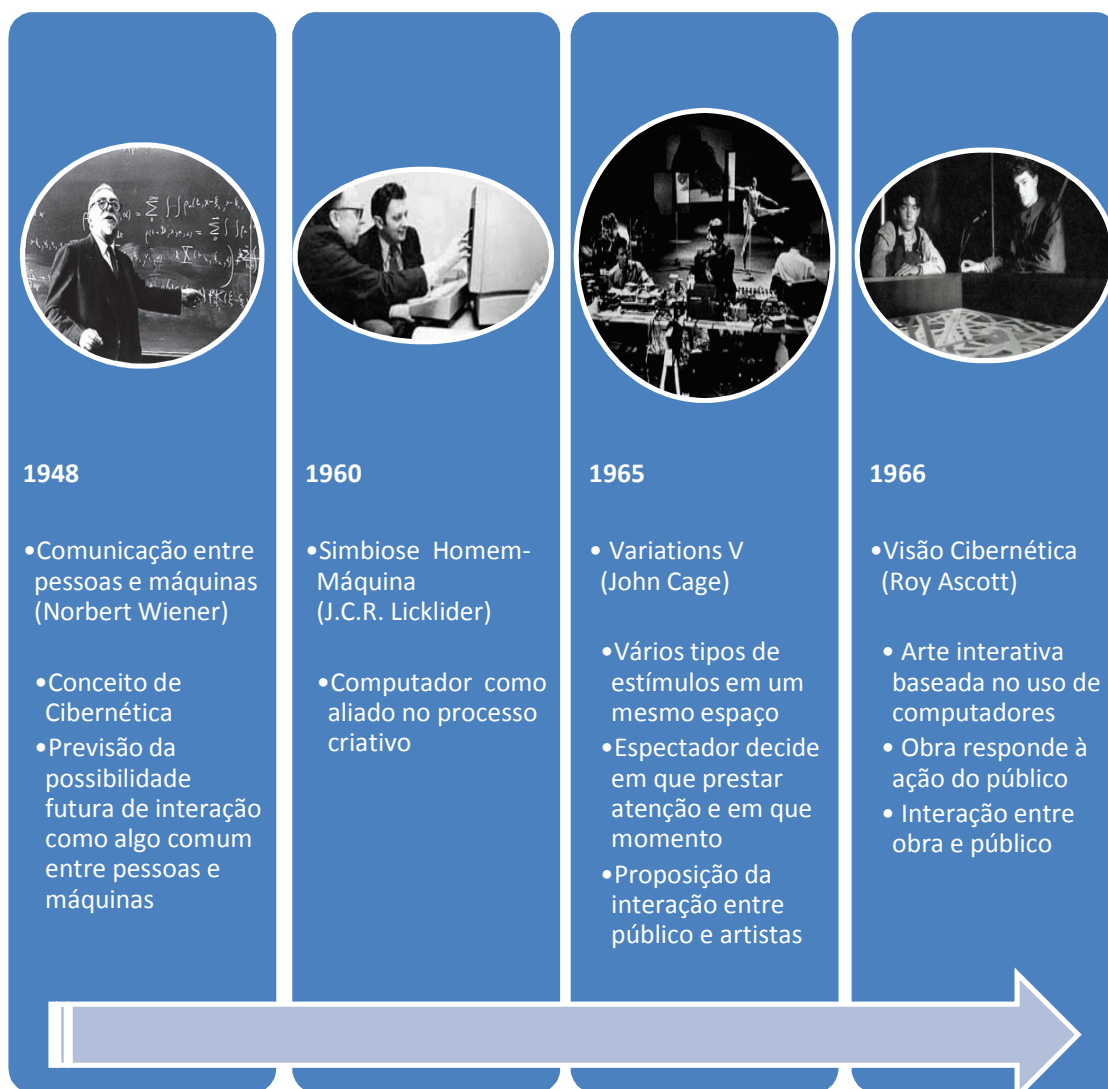 1948
•Comunicação entre
pessoas e máquinas
(Norbert Wiener)
•Conceito de
Cibernética
•Previsão da
possibilidade
futura de interação
como algo comum
entre pessoas e
máquinas
1960
•Simbiose Homem-
Máquina
(J.C.R. Licklider)
•Computador como
aliado no processo
criativo
1965
• Variations V
(John Cage)
•Vários tipos de
estímulos em um
mesmo espaço
•Espectador decide
em que prestar
atenção e em que
momento
•Proposição da
interação entre
público e artistas
1966
•Visão Cibernética
(Roy Ascott)
• Arte interativa
baseada no uso de
computadores
• Obra responde à
ação do público
• Interação entre
obra e público